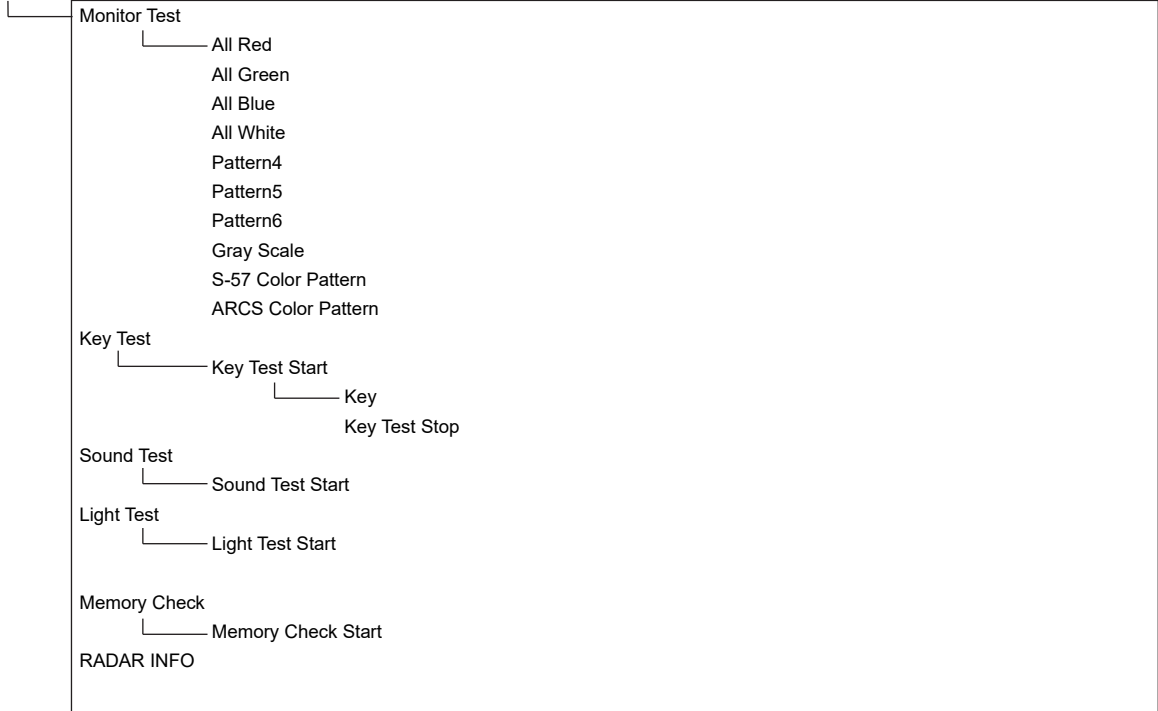 Monitor Test
All Red
All Green
All Blue
All White
Pattern4
Pattern5
Pattern6
Gray Scale
S-57 Color Pattern
ARCS Color Pattern
Key Test
Key Test Start
Key
Key Test Stop
Sound Test
Sound Test Start
Light Test
Light Test Start
Memory Check
Memory Check Start
RADAR INFO